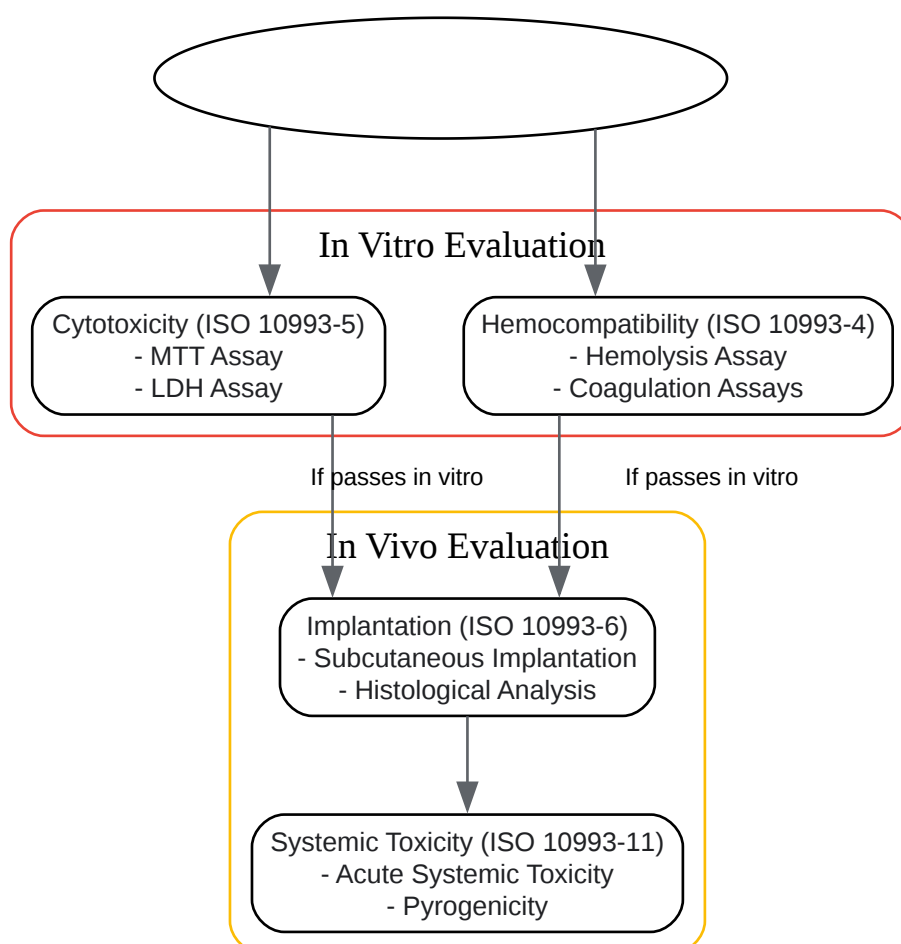 In Vitro Evaluation
Cytotoxicity (ISO 10993-5)
- MTT Assay
- LDH Assay
Hemocompatibility (ISO 10993-4)
- Hemolysis Assay
- Coagulation Assays
If passes in vitro
If passes in vitro
In Vivo Evaluation
Implantation (ISO 10993-6)
- Subcutaneous Implantation
- Histological Analysis
Systemic Toxicity (ISO 10993-11)
- Acute Systemic Toxicity
- Pyrogenicity